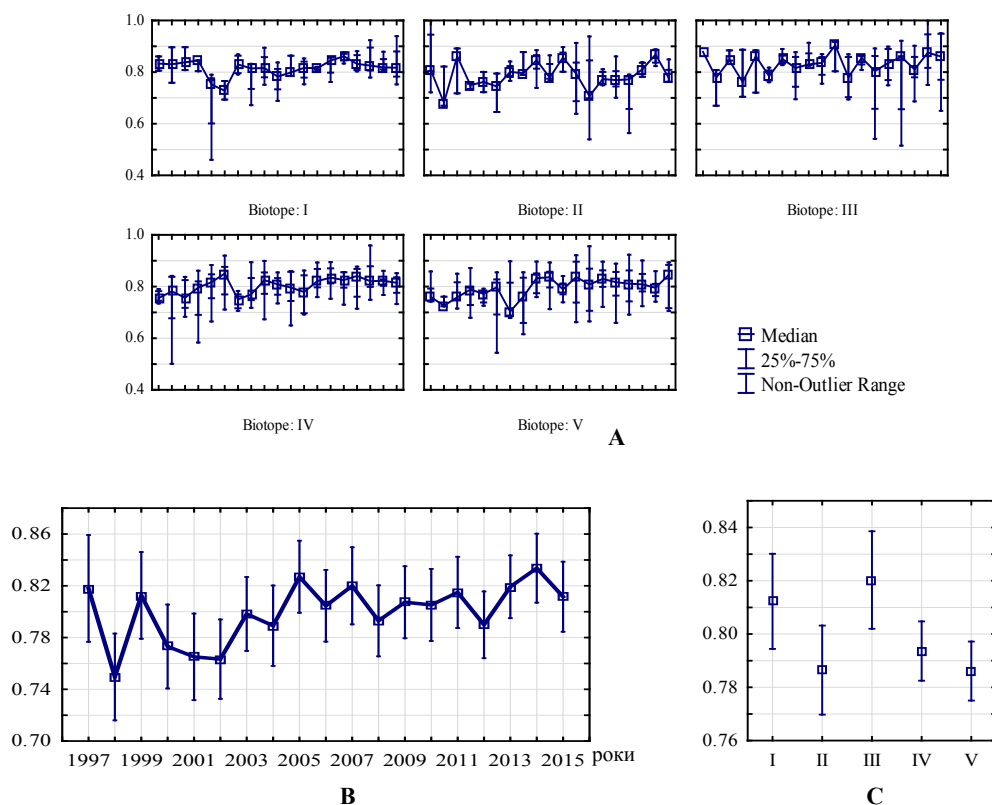 1.0
0.8
0.6
0.4
Biotope: I
Biotope: II
Biotope: III
1.0
0.8
0.6
0.4
Biotope: IV
Biotope: V
Median
25%-75%
Non-Outlier Range
A
0.86
0.82
0.78
0.74
0.70
1997 1999 2001 2003 2005 2007 2009 2011 2013 2015 роки
B
0.84
0.82
0.80
0.78
0.76
I II III IV V
C